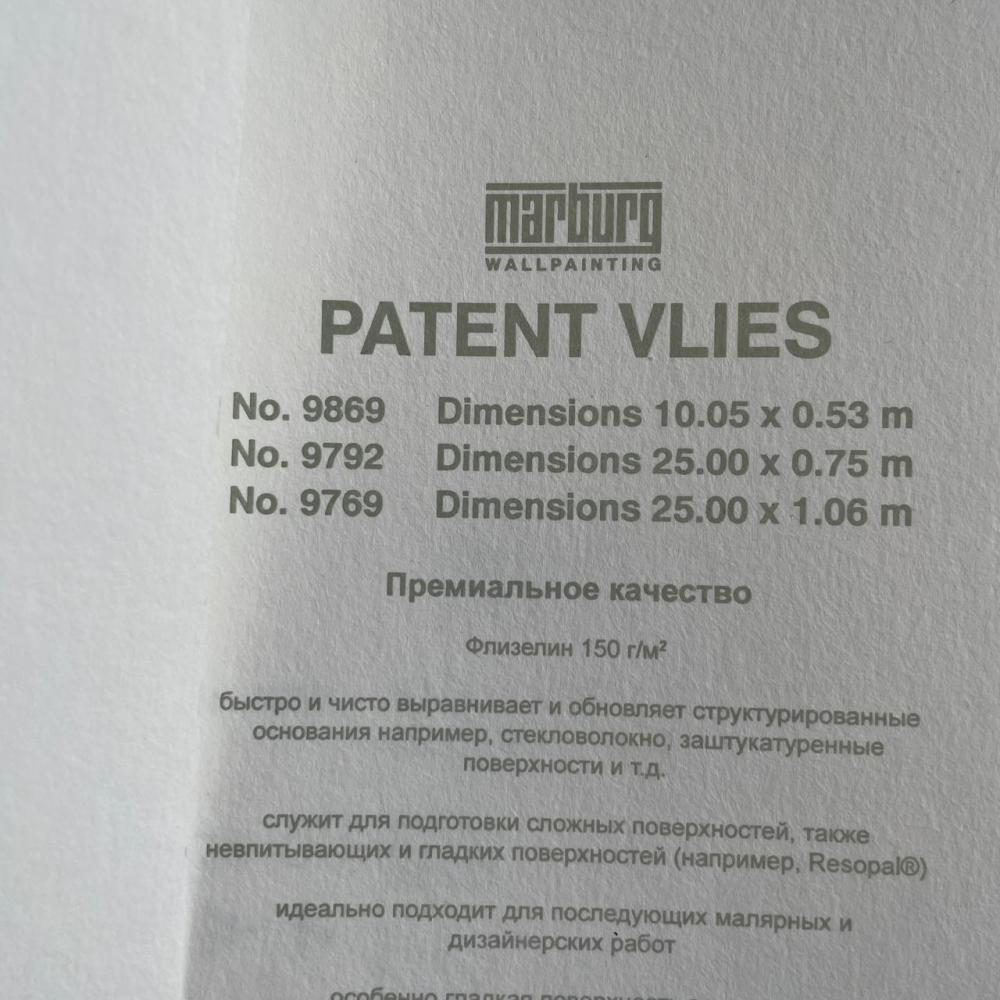 marburg
WALLPAINTING
PATENT VLIES
No. 9869 Dimensions 10.05 x 0.53 m
No. 9792 Dimensions 25.00 x 0.75 m
No. 9769 Dimensions 25.00 x 1.06 m
Премиальное качество
Флизелин 150 г/м²
быстро и чисто выравнивает и обновляет структурированные
основания например, стекловолокно, заштукатуренные
поверхности и т.д.
служит для подготовки сложных поверхностей, также
невпитывающих и гладких поверхностей (например, Resopal®)
идеально подходит для последующих малярных и
дизайнерских работ
особенно гладкая